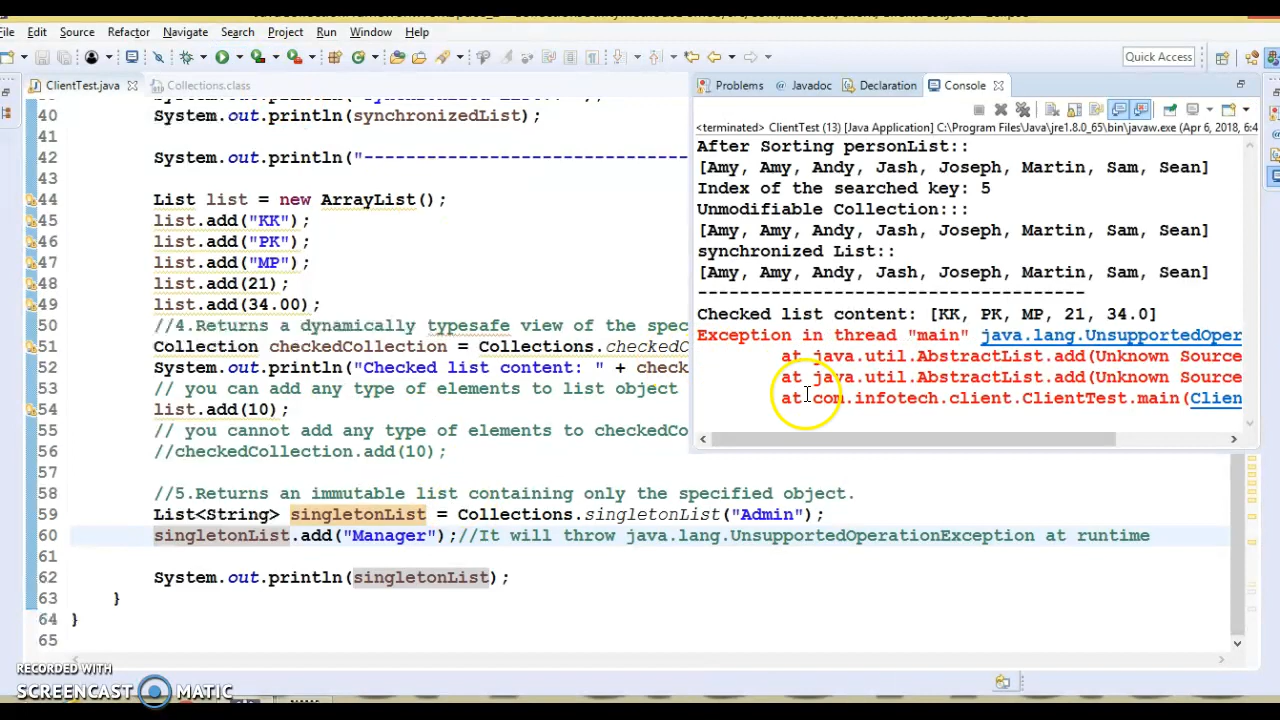 File Edit Source Refactor Navigate Search Project Run Window Help
Quick Access
ClientTest.java Collections.class
40 System.out.println(synchronizedList);
41
42 System.out.println("-------------------------------
43
44 List list = new ArrayList();
45 list.add("KK");
46 list.add("PK");
47 list.add("MP");
48 list.add(21);
49 list.add(34.00);
50 //4.Returns a dynamically typesafe view of the spec
51 Collection checkedCollection = Collections.checked
52 System.out.println("Checked list content: " + check
53 // you can add any type of elements to list object
54 list.add(10);
55 // you cannot add any type of elements to checkedCo
56 //checkedCollection.add(10);
57
58 //5.Returns an immutable list containing only the specified object.
59 List<String> singletonList = Collections.singletonList("Admin");
60 singletonList.add("Manager");//It will throw java.lang.UnsupportedOperationException at runtime
61
62 System.out.println(singletonList);
63 }
64 }
65
Problems @ Javadoc Declaration Console
<terminated> ClientTest (13) [Java Application] C:\Program Files\Java\jre1.8.0_65\bin\javaw.exe (Apr 6, 2018, 6:4
After Sorting personList::
[Amy, Amy, Andy, Jash, Joseph, Martin, Sam, Sean]
Index of the searched key: 5
Unmodifiable Collection:::
[Amy, Amy, Andy, Jash, Joseph, Martin, Sam, Sean]
synchronized List::
[Amy, Amy, Andy, Jash, Joseph, Martin, Sam, Sean]
-------------------------------------
Checked list content: [KK, PK, MP, 21, 34.0]
Exception in thread "main" java.lang.UnsupportedOper
at java.util.AbstractList.add(Unknown Source
at java.util.AbstractList.add(Unknown Source
at com.infotech.client.ClientTest.main(Clien
RECORDED WITH
SCREENCAST MATIC